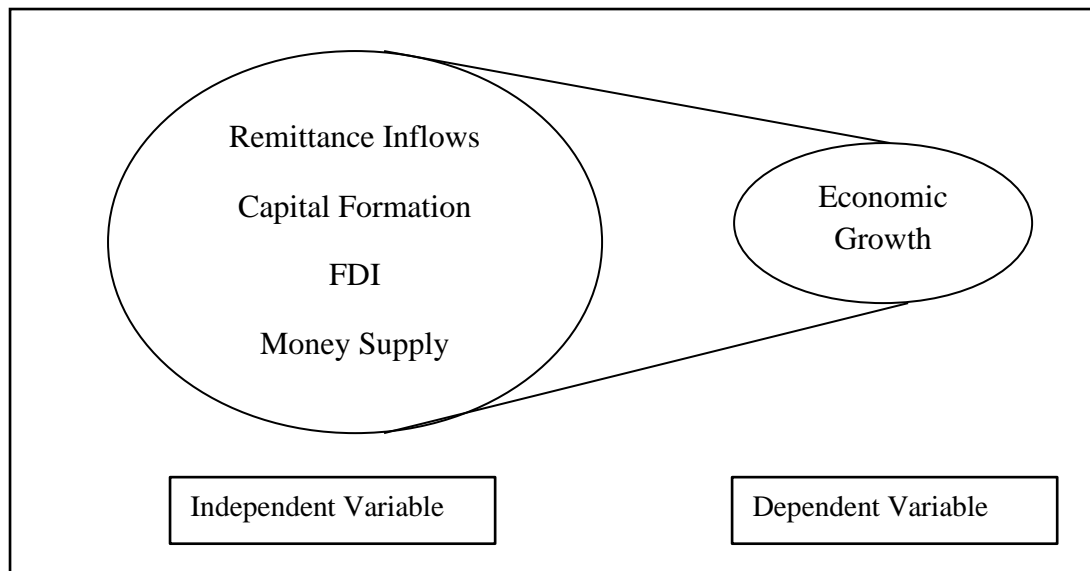 Remittance Inflows
Capital Formation
FDI
Money Supply
Economic
Growth
Independent Variable
Dependent Variable